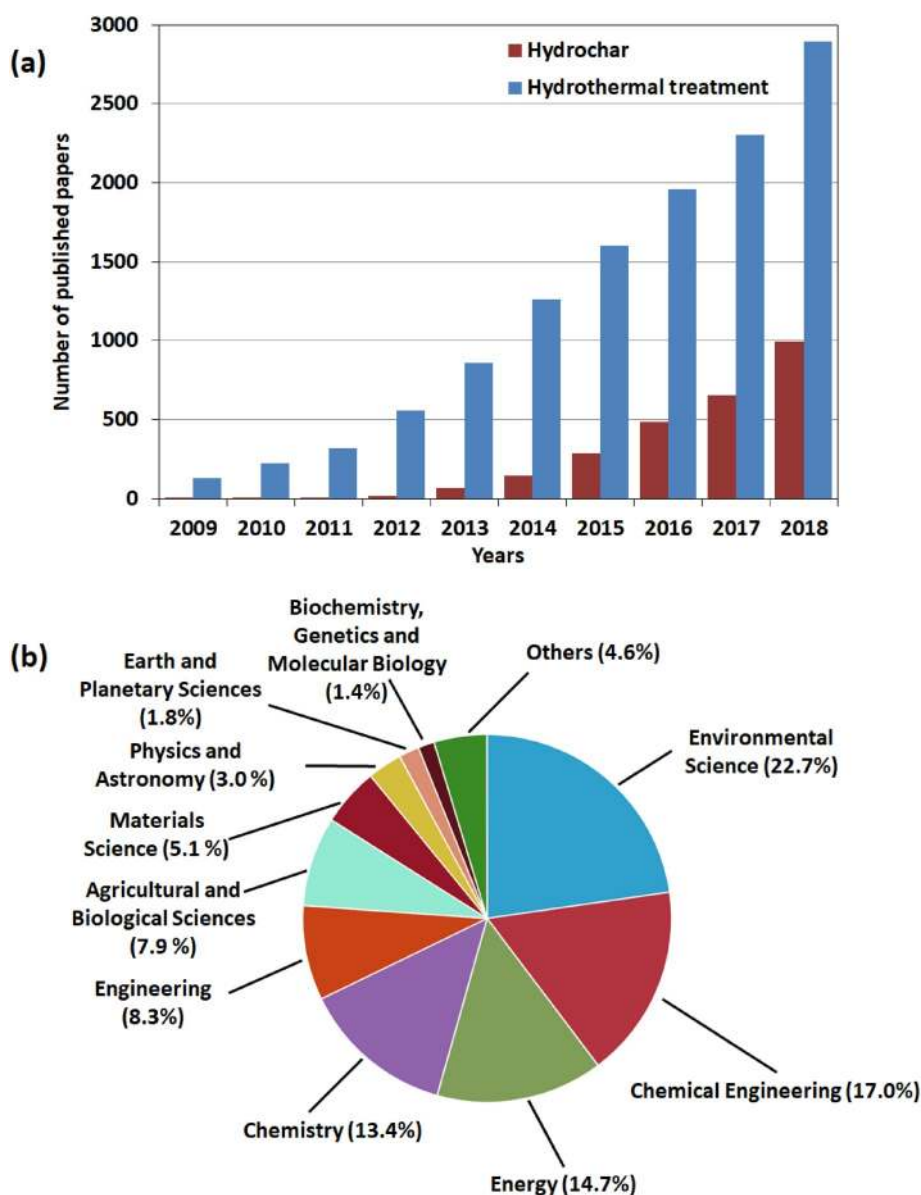 (a)
Number of published papers
3000
2500
2000
1500
1000
500
0
Hydrochar
Hydrothermal treatment
2009 2010 2011 2012 2013 2014 2015 2016 2017 2018
Years
(b)
Biochemistry,
Genetics and
Molecular Biology
(1.4%)
Others (4.6%)
Earth and
Planetary Sciences
(1.8%)
Environmental
Science (22.7%)
Physics and
Astronomy (3.0 %)
Materials
Science (5.1 %)
Agricultural and
Biological Sciences
(7.9 %)
Engineering
(8.3%)
Chemical Engineering (17.0%)
Chemistry (13.4%)
Energy (14.7%)